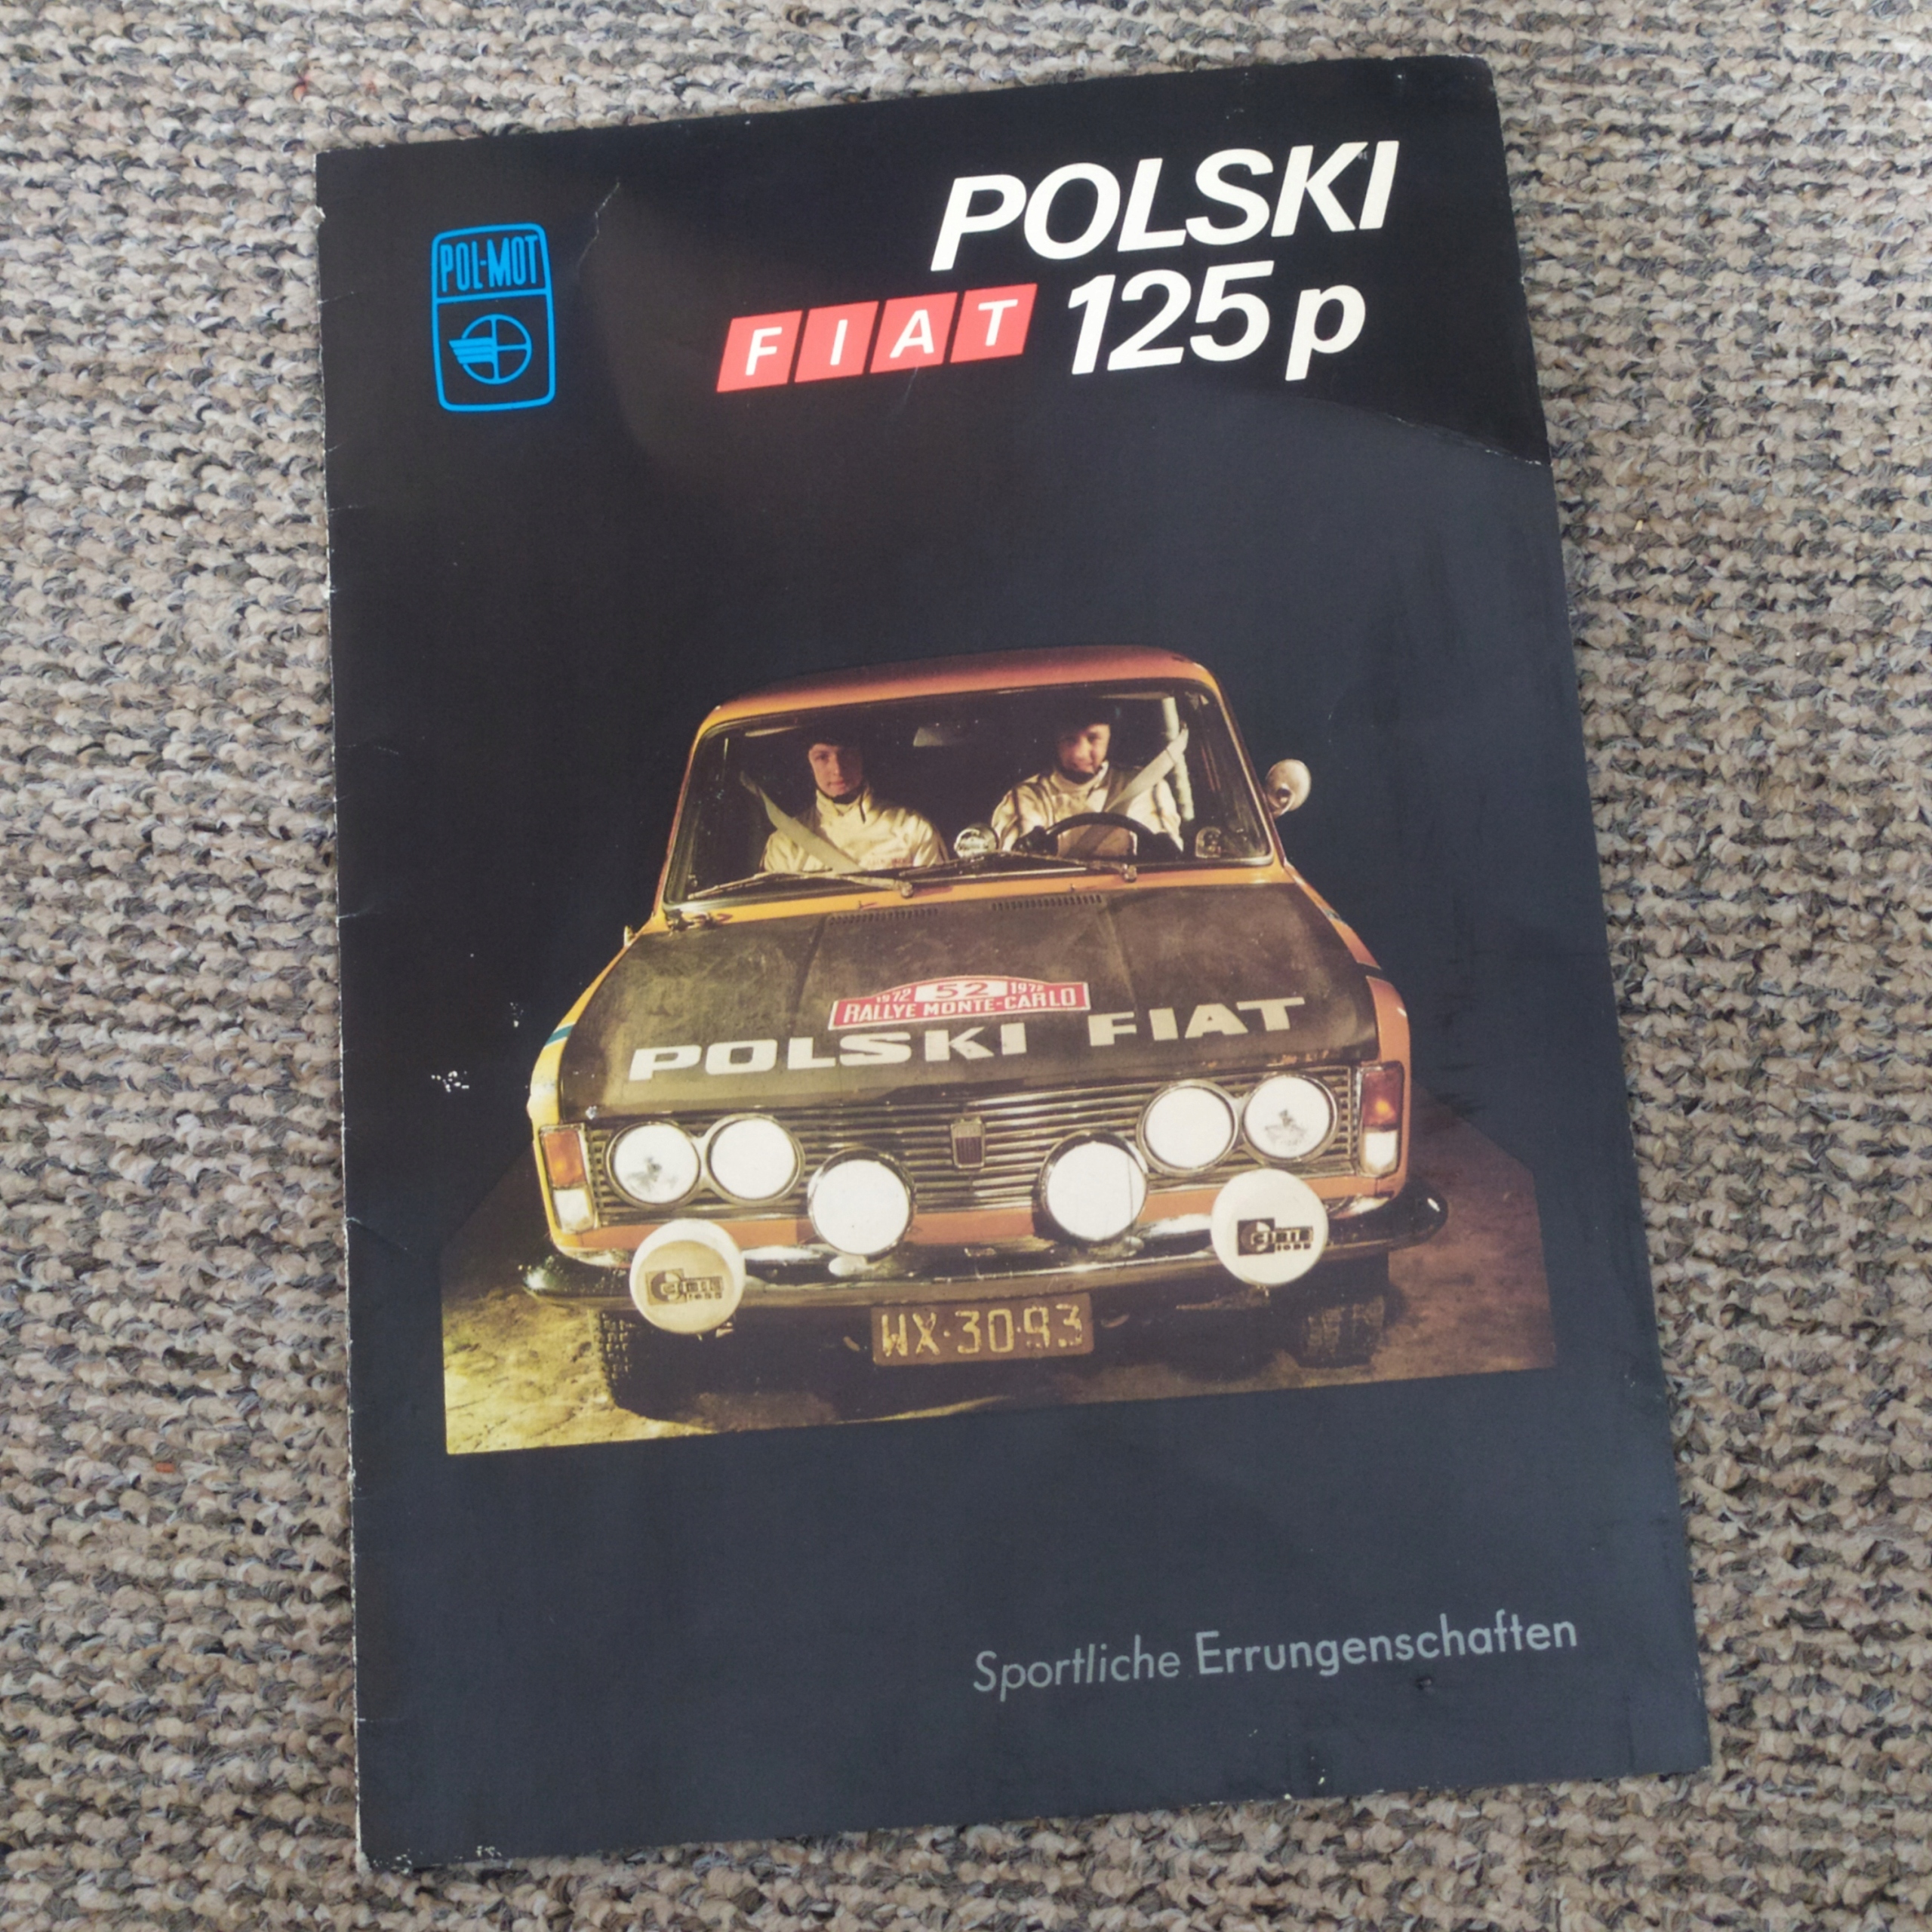 POL-MOT
POLSKI
FIAT 125p
1972 52 1972
RALLYE MONTE-CARLO
POLSKI FIAT
WX·30·93
Sportliche Errungenschaften